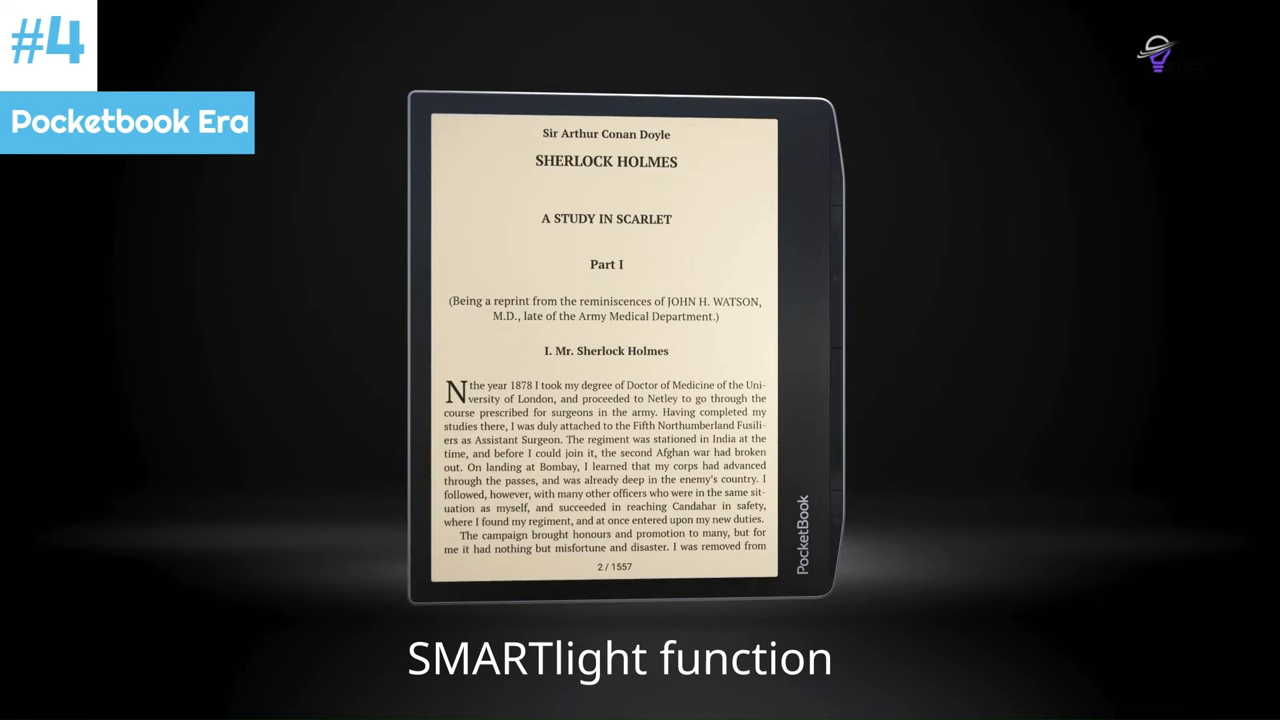 #4
Pocketbook Era
Sir Arthur Conan Doyle
SHERLOCK HOLMES
A STUDY IN SCARLET
Part I
(Being a reprint from the reminiscences of JOHN H. WATSON,
M.D., late of the Army Medical Department.)
I. Mr. Sherlock Holmes
N the year 1878 I took my degree of Doctor of Medicine of the Uni-
versity of London, and proceeded to Netley to go through the
course prescribed for surgeons in the army. Having completed my
studies there, I was duly attached to the Fifth Northumberland Fusili-
ers as Assistant Surgeon. The regiment was stationed in India at the
time, and before I could join it, the second Afghan war had broken
out. On landing at Bombay, I learned that my corps had advanced
through the passes, and was already deep in the enemy's country. I
followed, however, with many other officers who were in the same sit-
uation as myself, and succeeded in reaching Candahar in safety,
where I found my regiment, and at once entered upon my new duties.
The campaign brought honours and promotion to many, but for
me it had nothing but misfortune and disaster. I was removed from
2 / 1557
PocketBook
SMARTlight function